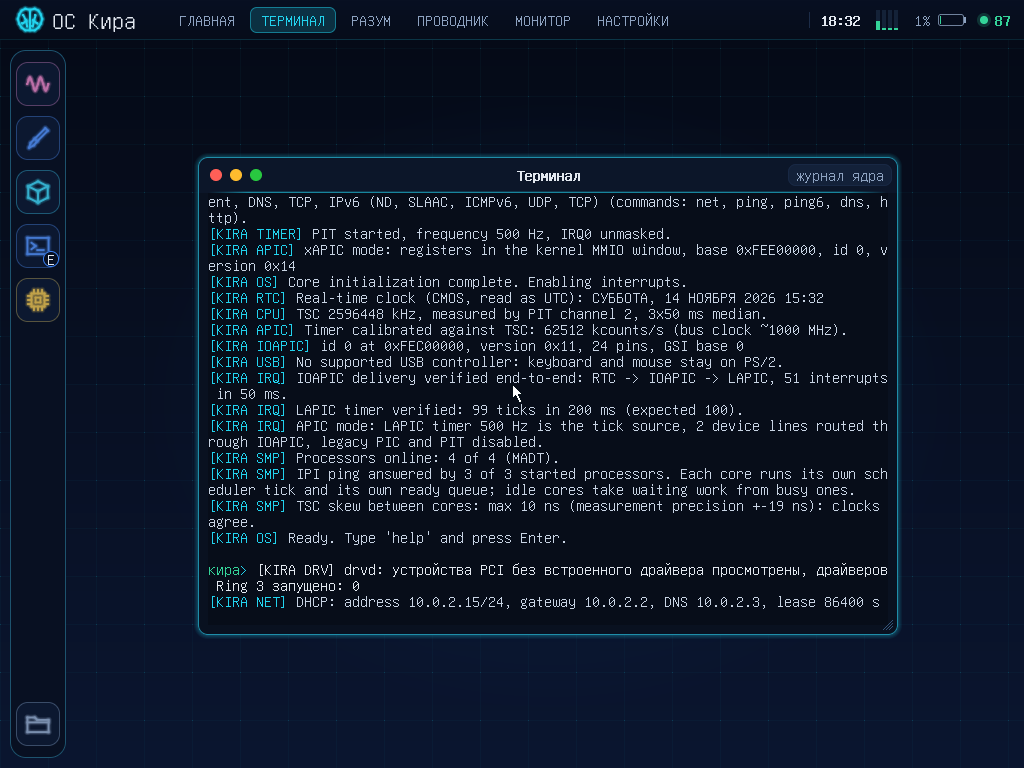 ОС Кира
ГЛАВНАЯ
ТЕРМИНАЛ
РАЗУМ
ПРОВОДНИК
МОНИТОР
НАСТРОЙКИ
18:32
1%
87
E
Терминал
журнал ядра
ent, DNS, TCP, IPv6 (ND, SLAAC, ICMPv6, UDP, TCP) (commands: net, ping, ping6, dns, h
ttp).
[KIRA TIMER] PIT started, frequency 500 Hz, IRQ0 unmasked.
[KIRA APIC] xAPIC mode: registers in the kernel MMIO window, base 0xFEE00000, id 0, v
ersion 0x14
[KIRA OS] Core initialization complete. Enabling interrupts.
[KIRA RTC] Real-time clock (CMOS, read as UTC): СУББОТА, 14 НОЯБРЯ 2026 15:32
[KIRA CPU] TSC 2596448 kHz, measured by PIT channel 2, 3x50 ms median.
[KIRA APIC] Timer calibrated against TSC: 62512 kcounts/s (bus clock ~1000 MHz).
[KIRA IOAPIC] id 0 at 0xFEC00000, version 0x11, 24 pins, GSI base 0
[KIRA USB] No supported USB controller: keyboard and mouse stay on PS/2.
[KIRA IRQ] IOAPIC delivery verified end-to-end: RTC -> IOAPIC -> LAPIC, 51 interrupts
in 50 ms.
[KIRA IRQ] LAPIC timer verified: 99 ticks in 200 ms (expected 100).
[KIRA IRQ] APIC mode: LAPIC timer 500 Hz is the tick source, 2 device lines routed th
rough IOAPIC, legacy PIC and PIT disabled.
[KIRA SMP] Processors online: 4 of 4 (MADT).
[KIRA SMP] IPI ping answered by 3 of 3 started processors. Each core runs its own sch
eduler tick and its own ready queue; idle cores take waiting work from busy ones.
[KIRA SMP] TSC skew between cores: max 10 ns (measurement precision +-19 ns): clocks
agree.
[KIRA OS] Ready. Type 'help' and press Enter.
кира> [KIRA DRV] drvd: устройства PCI без встроенного драйвера просмотрены, драйверов
Ring 3 запущено: 0
[KIRA NET] DHCP: address 10.0.2.15/24, gateway 10.0.2.2, DNS 10.0.2.3, lease 86400 s